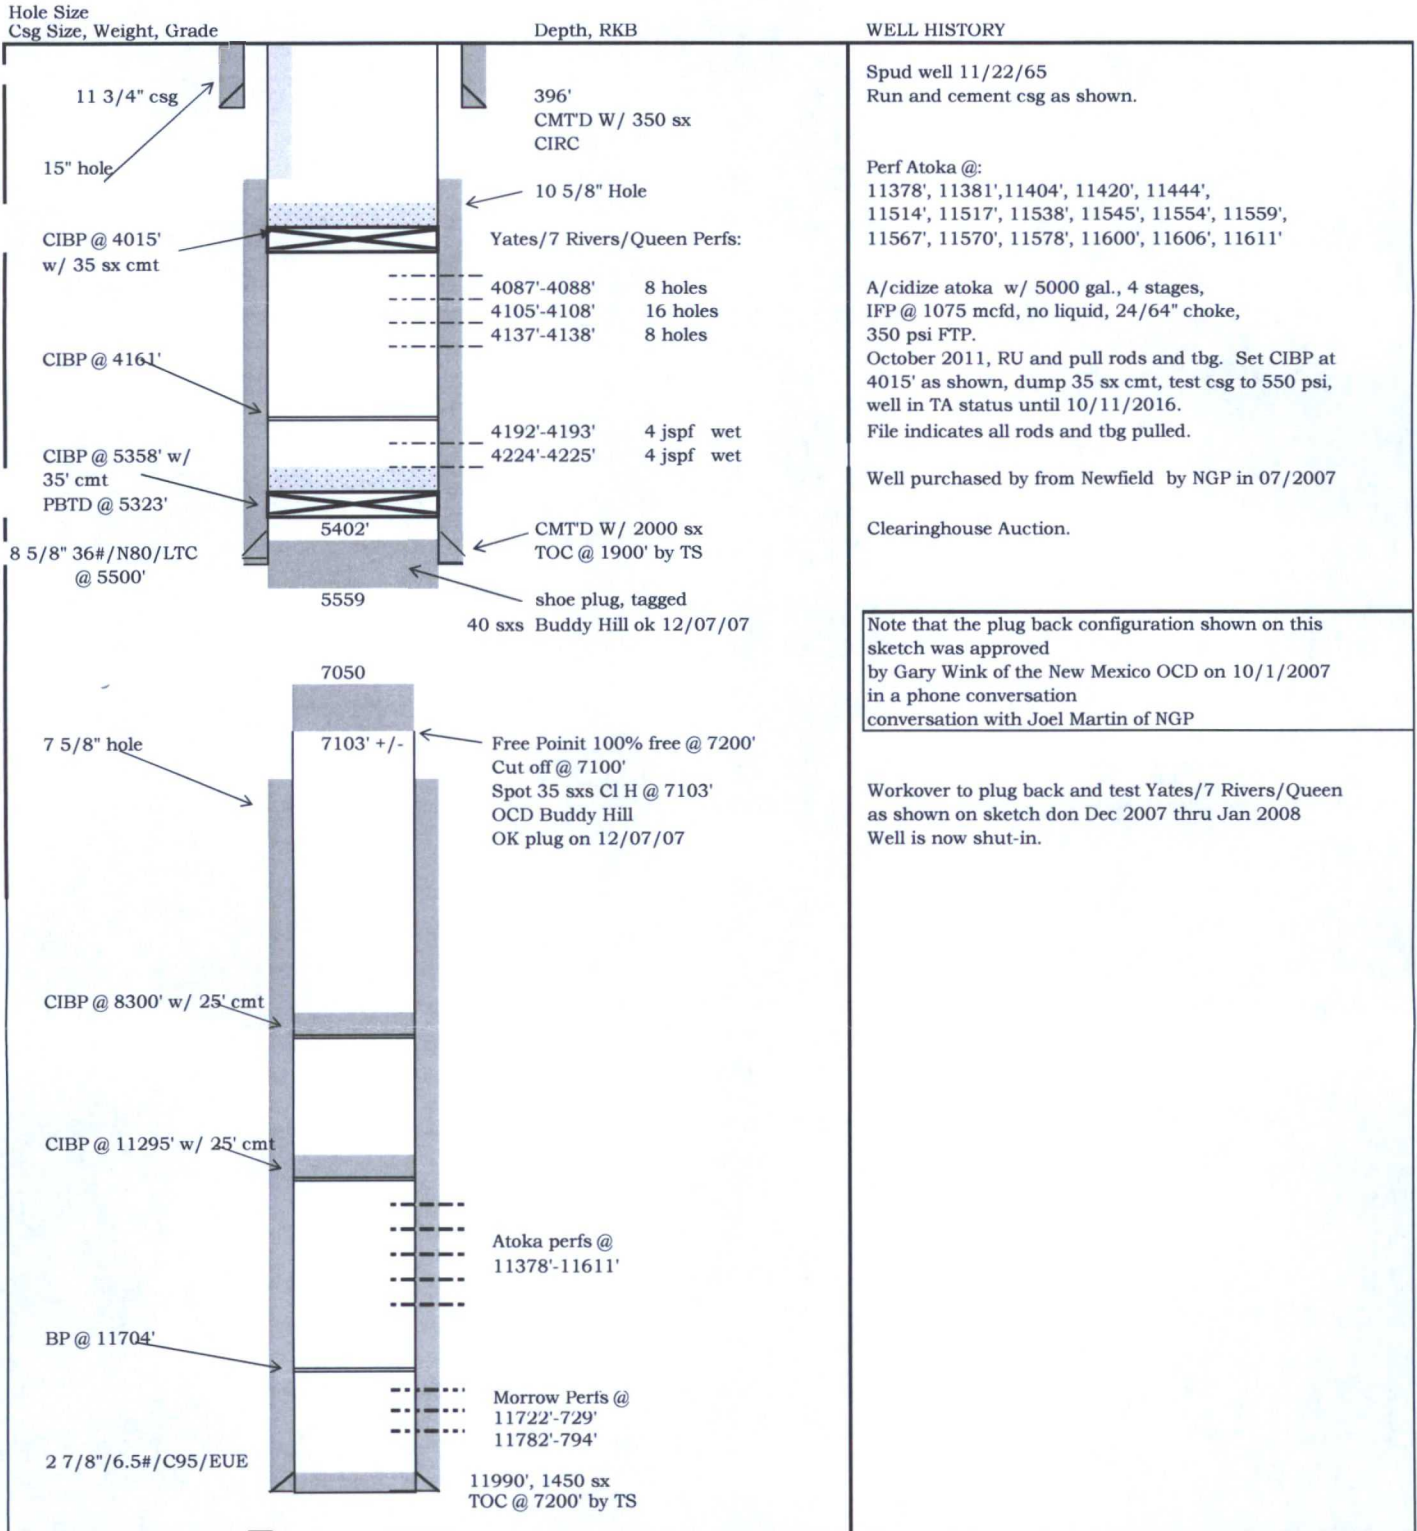 Hole Size
Csg Size, Weight, Grade
Depth, RKB
WELL HISTORY
11 3/4" csg
15" hole
396'
CMT'D W/ 350 sx
CIRC
10 5/8" Hole
CIBP @ 4015'
w/ 35 sx cmt
Yates/7 Rivers/Queen Perfs:
4087'-4088' 8 holes
4105'-4108' 16 holes
4137'-4138' 8 holes
CIBP @ 4161'
4192'-4193' 4 jspf wet
4224'-4225' 4 jspf wet
CIBP @ 5358' w/
35' cmt
PBTD @ 5323'
5402'
CMT'D W/ 2000 sx
TOC @ 1900' by TS
8 5/8" 36#/N80/LTC
@ 5500'
5559
shoe plug, tagged
40 sxs Buddy Hill ok 12/07/07
7050
7 5/8" hole
7103' +/-
Free Poinit 100% free @ 7200'
Cut off @ 7100'
Spot 35 sxs Cl H @ 7103'
OCD Buddy Hill
OK plug on 12/07/07
CIBP @ 8300' w/ 25' cmt
CIBP @ 11295' w/ 25' cmt
Atoka perfs @
11378'-11611'
BP @ 11704'
Morrow Perfs @
11722'-729'
11782'-794'
2 7/8"/6.5#/C95/EUE
11990', 1450 sx
TOC @ 7200' by TS
Spud well 11/22/65
Run and cement csg as shown.
Perf Atoka @:
11378', 11381',11404', 11420', 11444',
11514', 11517', 11538', 11545', 11554', 11559',
11567', 11570', 11578', 11600', 11606', 11611'
A/cidize atoka w/ 5000 gal., 4 stages,
IFP @ 1075 mcfd, no liquid, 24/64" choke,
350 psi FTP.
October 2011, RU and pull rods and tbg. Set CIBP at
4015' as shown, dump 35 sx cmt, test csg to 550 psi,
well in TA status until 10/11/2016.
File indicates all rods and tbg pulled.
Well purchased by from Newfield by NGP in 07/2007
Clearinghouse Auction.
Note that the plug back configuration shown on this
sketch was approved
by Gary Wink of the New Mexico OCD on 10/1/2007
in a phone conversation
conversation with Joel Martin of NGP
Workover to plug back and test Yates/7 Rivers/Queen
as shown on sketch don Dec 2007 thru Jan 2008
Well is now shut-in.